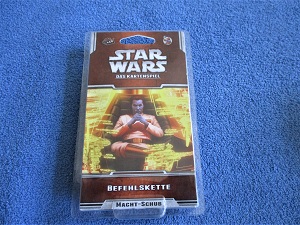 STAR
WARS
DAS KARTENSPIEL
BEFEHLSKETTE
MACHT-SCHUB